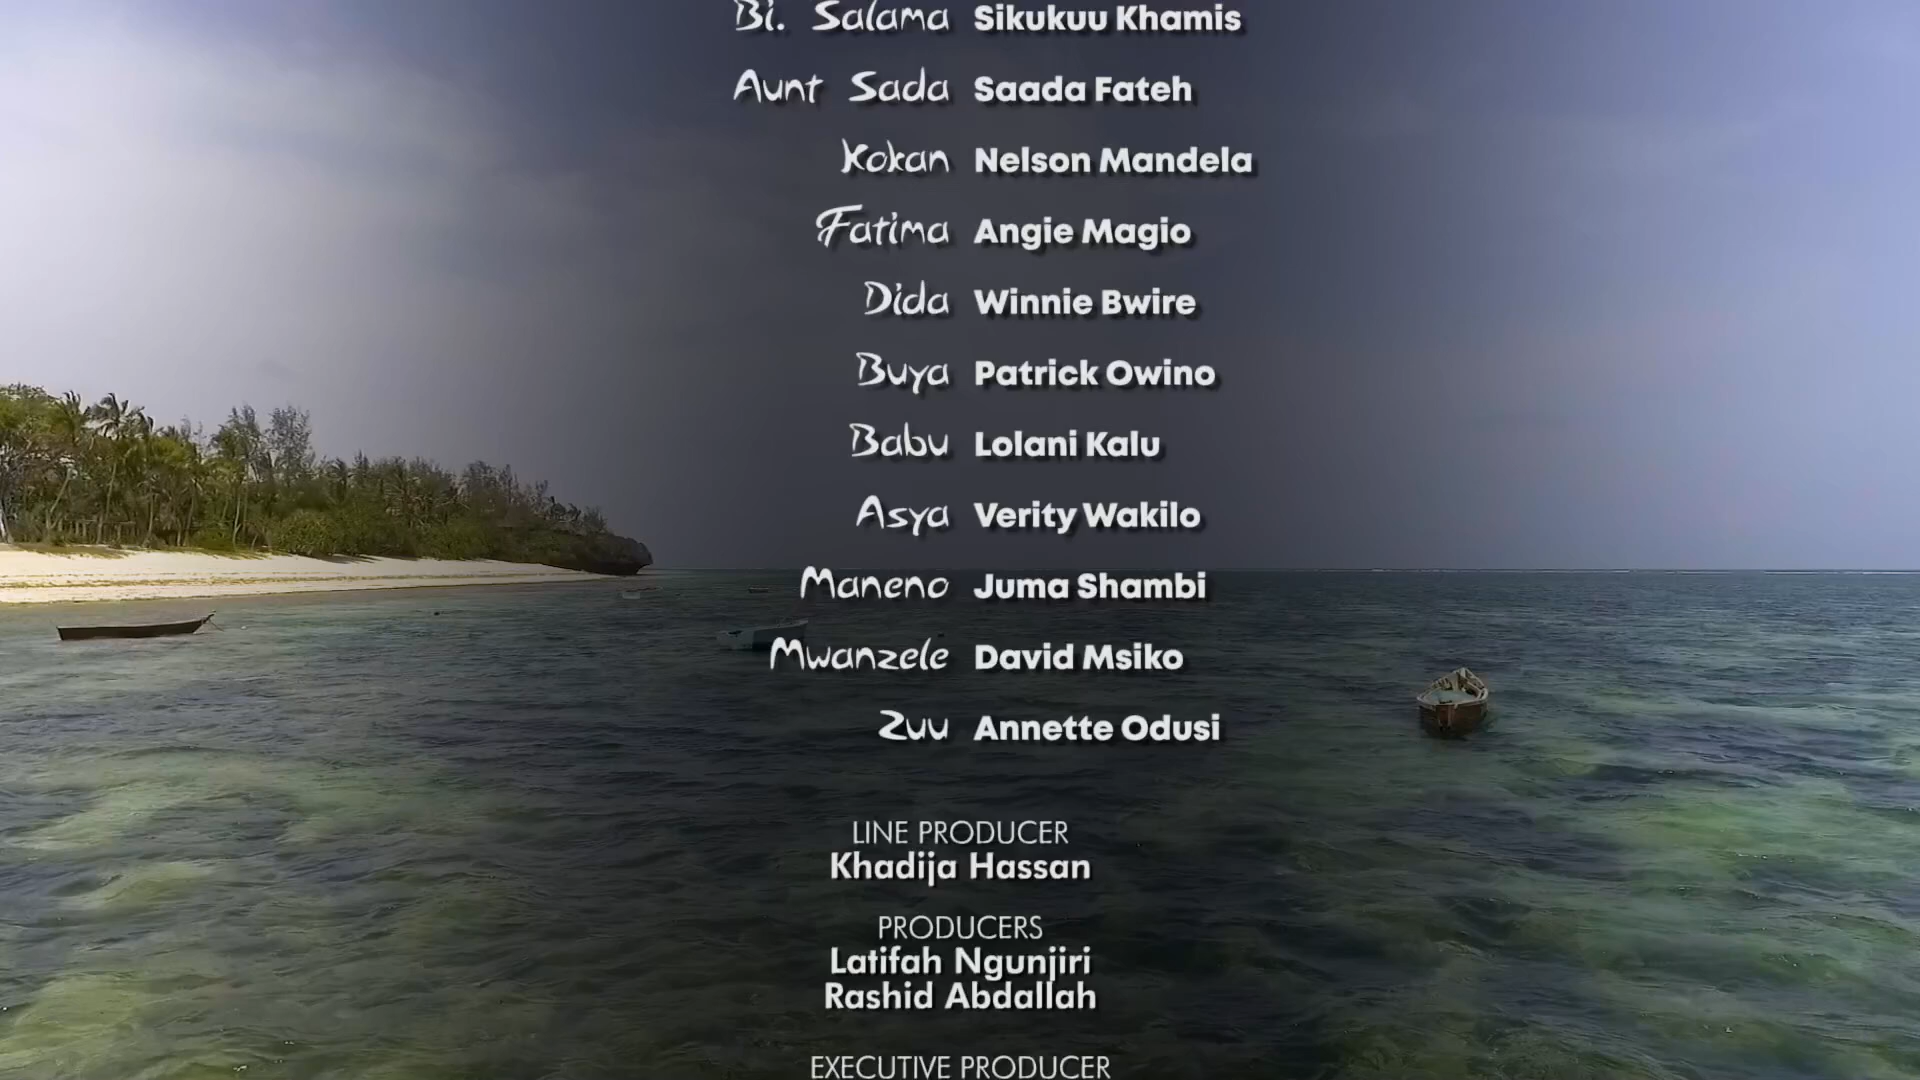 Bi. Salama Sikukuu Khamis
Aunt Sada Saada Fateh
Kokan Nelson Mandela
Fatima Angie Magio
Dida Winnie Bwire
Buya Patrick Owino
Babu Lolani Kalu
Asya Verity Wakilo
Maneno Juma Shambi
Mwanzele David Msiko
Zuu Annette Odusi
LINE PRODUCER
Khadija Hassan
PRODUCERS
Latifah Ngunjiri
Rashid Abdallah
EXECUTIVE PRODUCER